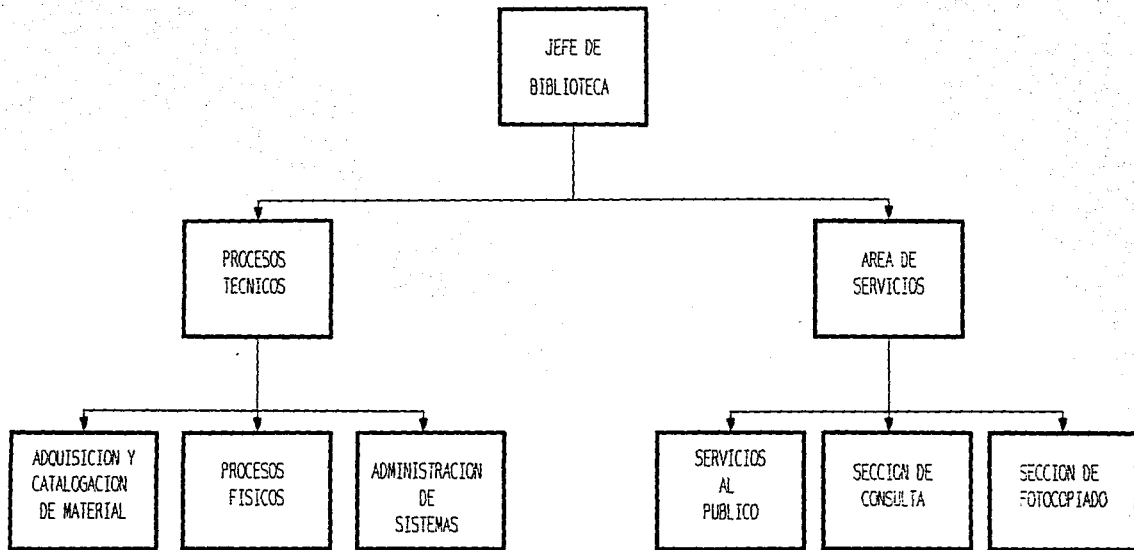 JEFE DE
BIBLIOTECA
PROCESOS
TECNICOS
AREA DE
SERVICIOS
ADQUISICION Y
CATALOGACION
DE MATERIAL
PROCESOS
FISICOS
ADMINISTRACION
DE
SISTEMAS
SERVICIOS
AL
PUBLICO
SECCION DE
CONSULTA
SECCION DE
FOTOCOPIADO